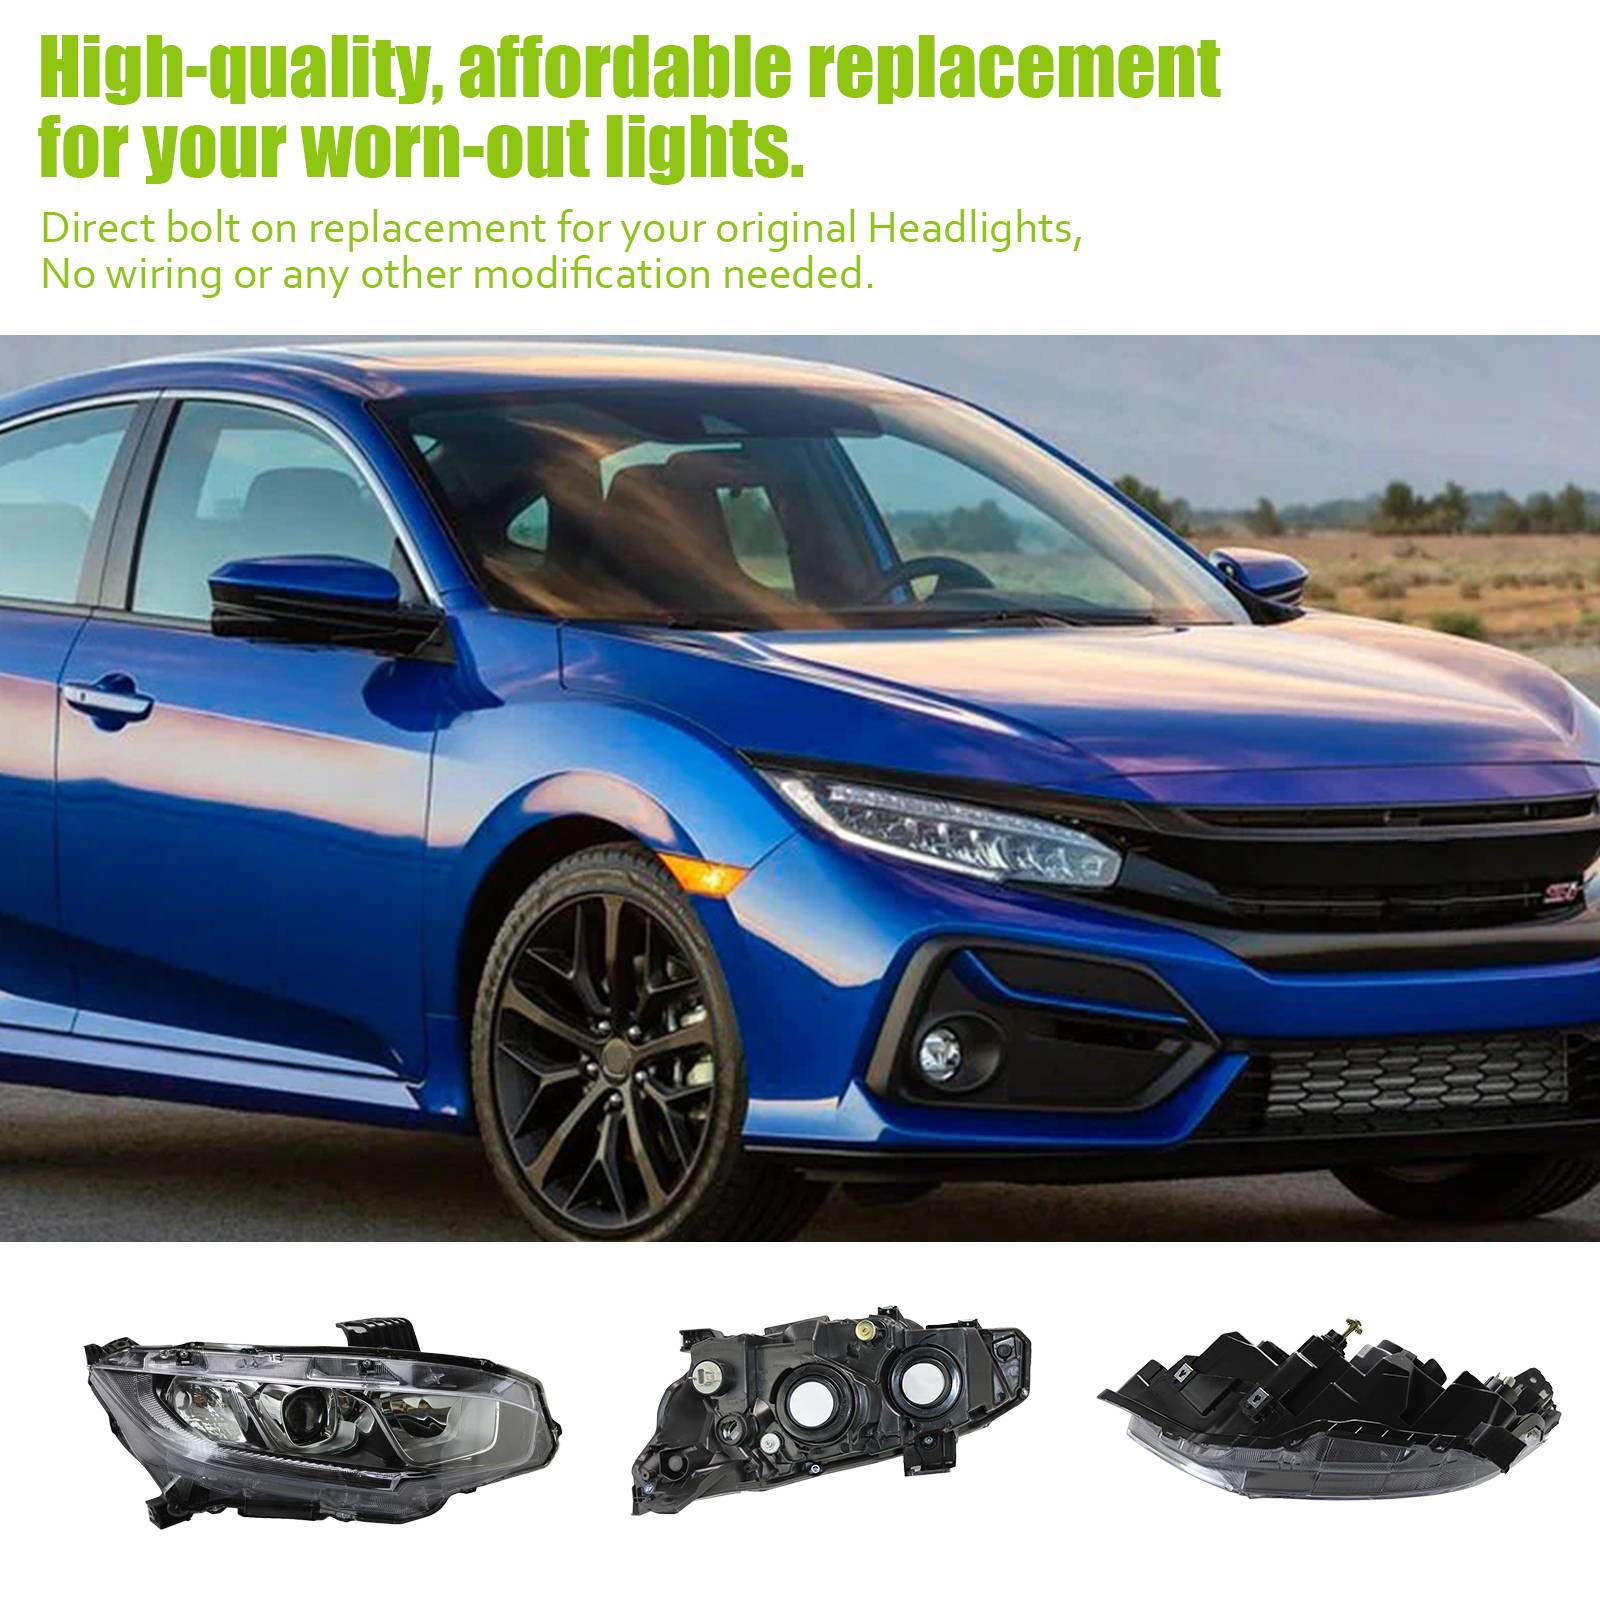 High-quality, affordable replacement
for your worn-out lights.
Direct bolt on replacement for your original Headlights,
No wiring or any other modification needed.
Si